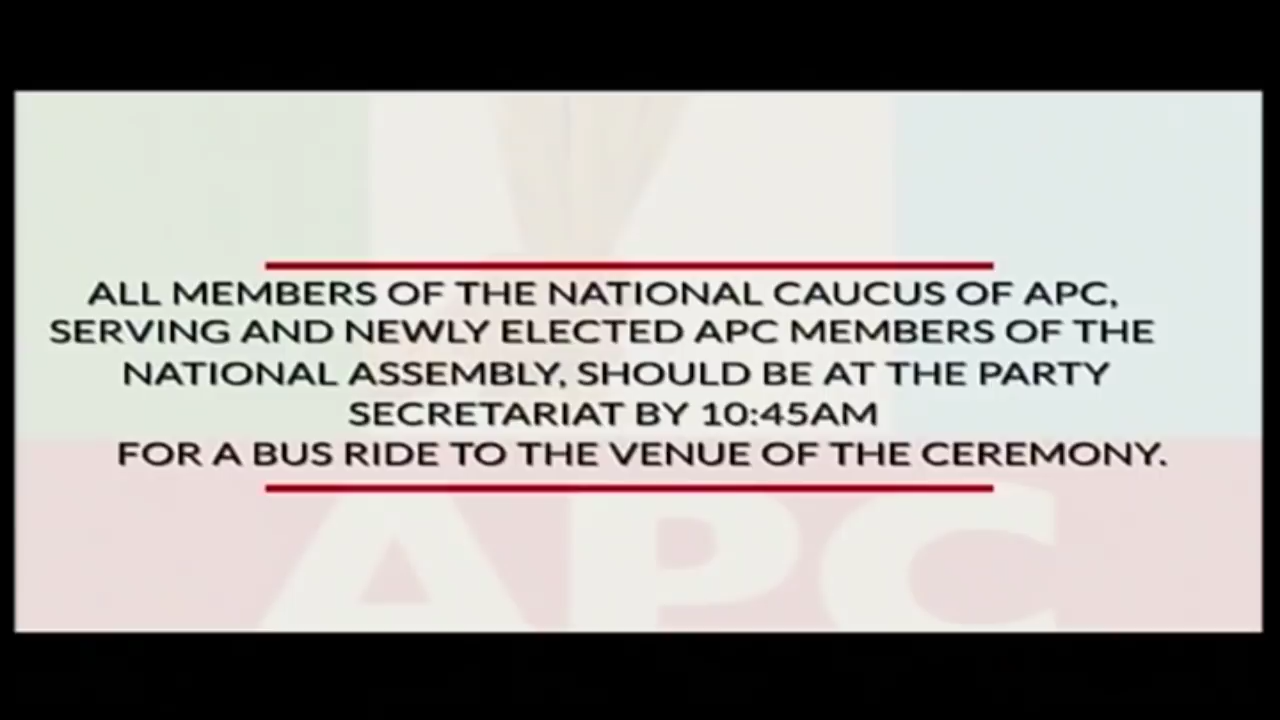 ALL MEMBERS OF THE NATIONAL CAUCUS OF APC,
SERVING AND NEWLY ELECTED APC MEMBERS OF THE
NATIONAL ASSEMBLY, SHOULD BE AT THE PARTY
SECRETARIAT BY 10:45AM
FOR A BUS RIDE TO THE VENUE OF THE CEREMONY.
APC